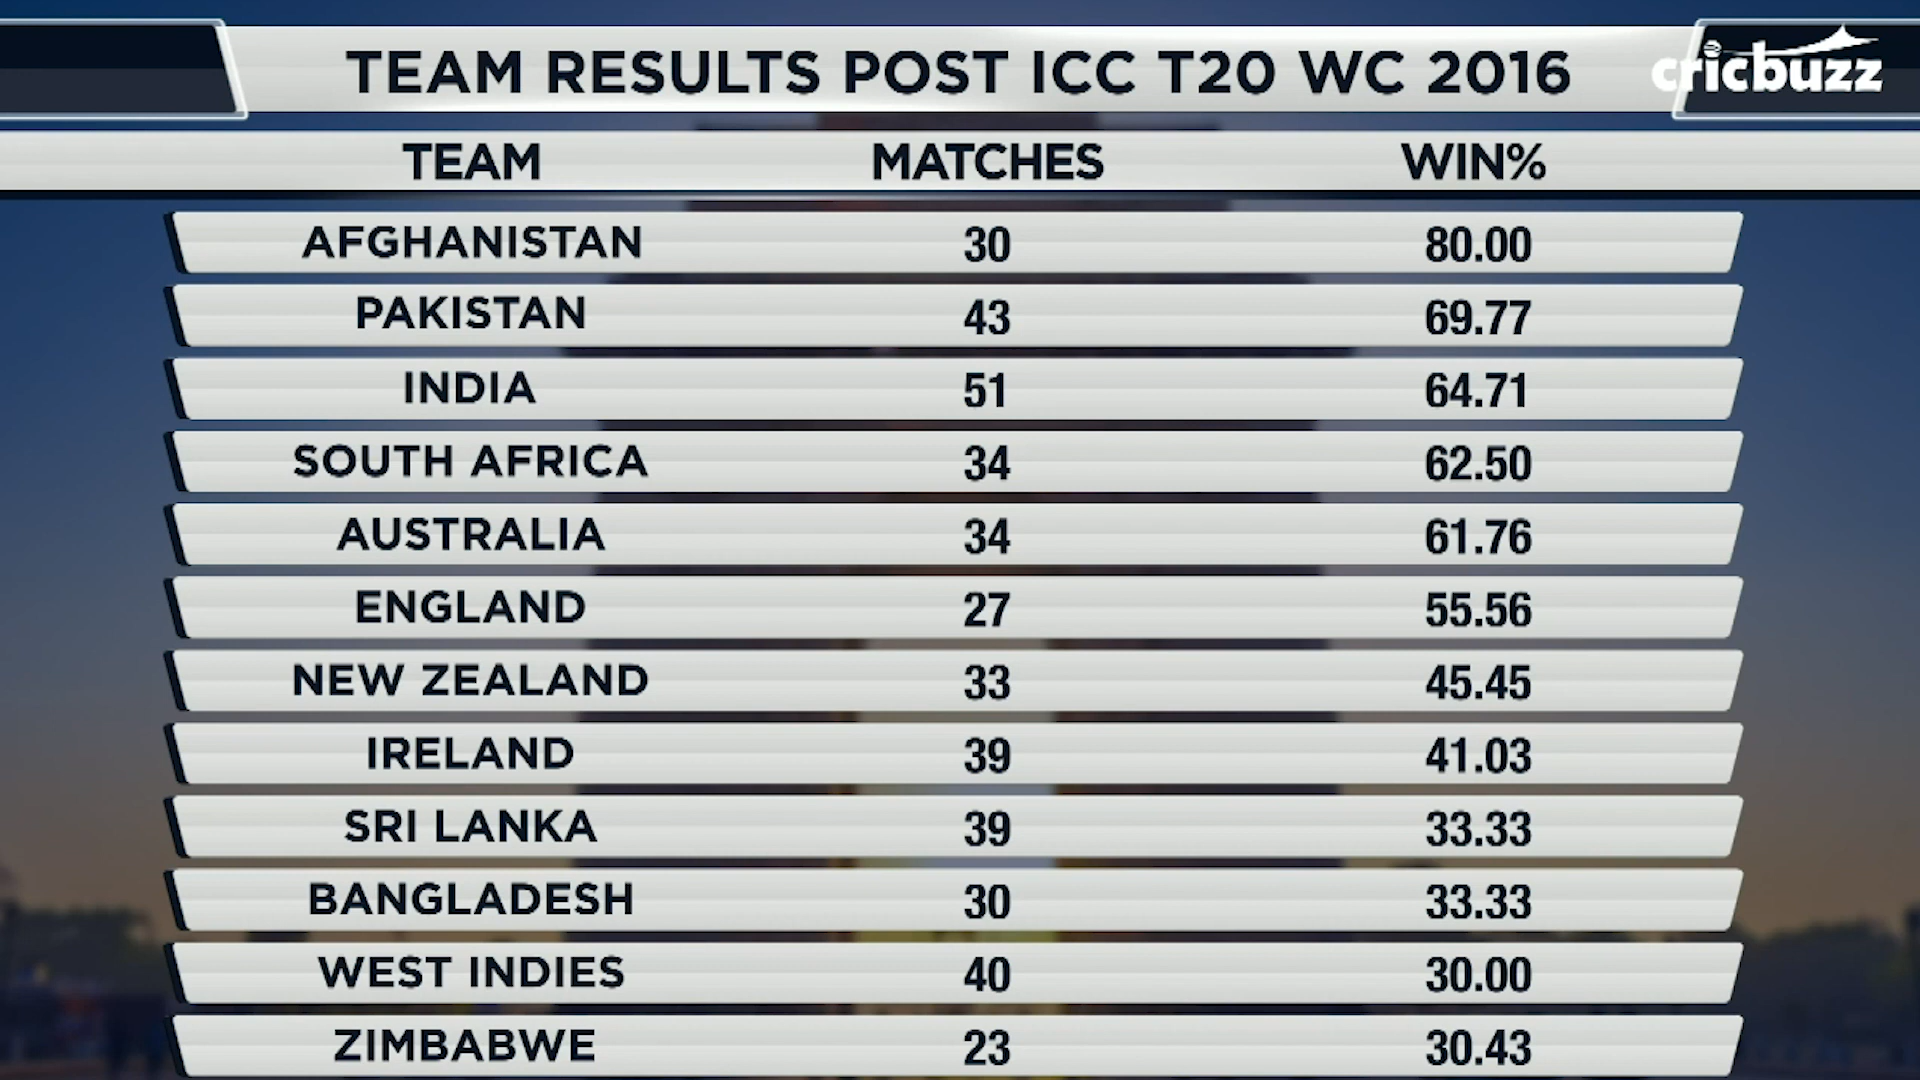 TEAM RESULTS POST ICC T20 WC 2016
cricbuzz
TEAM MATCHES WIN%
AFGHANISTAN 30 80.00
PAKISTAN 43 69.77
INDIA 51 64.71
SOUTH AFRICA 34 62.50
AUSTRALIA 34 61.76
ENGLAND 27 55.56
NEW ZEALAND 33 45.45
IRELAND 39 41.03
SRI LANKA 39 33.33
BANGLADESH 30 33.33
WEST INDIES 40 30.00
ZIMBABWE 23 30.43